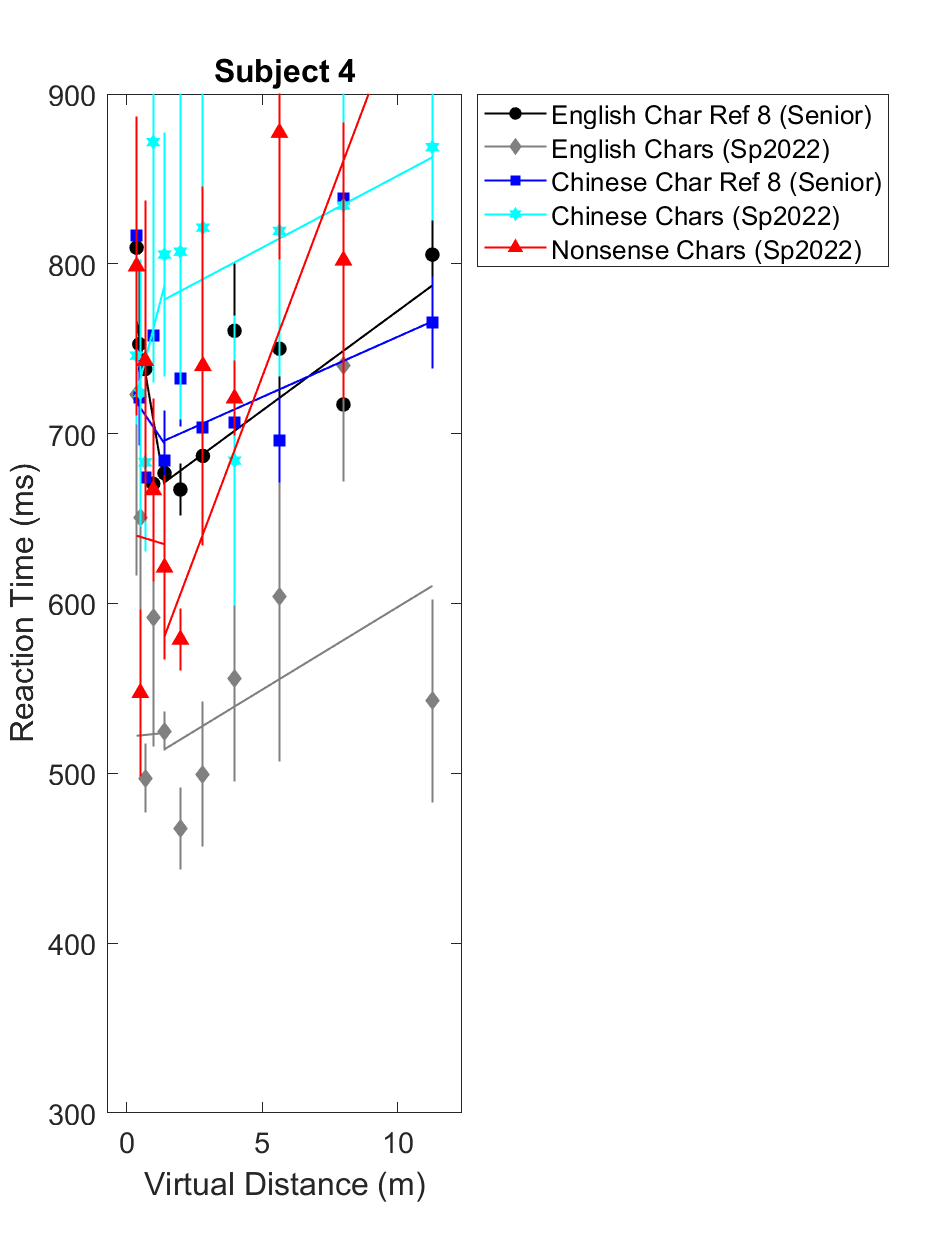 Subject 4
900
800
700
600
500
400
300
0 5 10
Reaction Time (ms)
Virtual Distance (m)
English Char Ref 8 (Senior)
English Chars (Sp2022)
Chinese Char Ref 8 (Senior)
Chinese Chars (Sp2022)
Nonsense Chars (Sp2022)